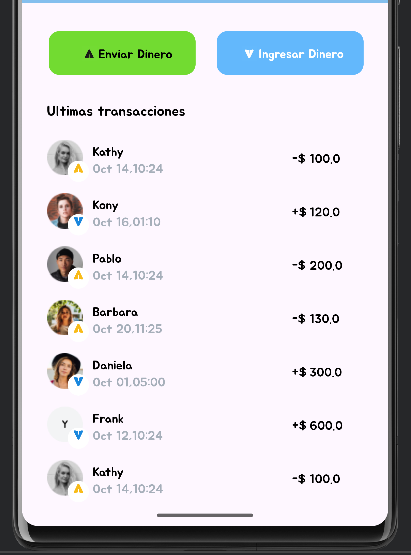 Enviar Dinero
Ingresar Dinero
Ultimas transacciones
Kathy
Oct 14,10:24
-$ 100.0
Kony
Oct 16,01:10
+$ 120.0
Pablo
Oct 14,10:24
-$ 200.0
Barbara
Oct 20,11:25
-$ 130.0
Daniela
Oct 01,05:00
+$ 300.0
Y
Frank
Oct 12,10:24
+$ 600.0
Kathy
Oct 14,10:24
-$ 100.0